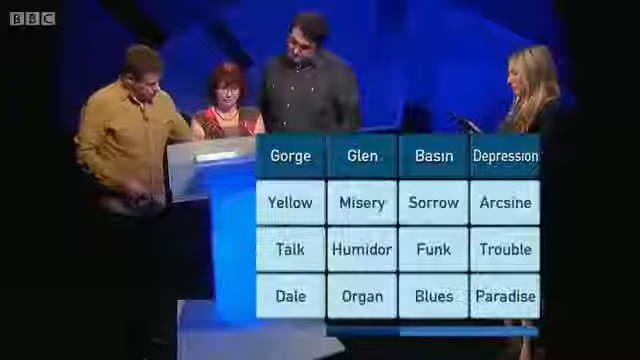 BBC
Gorge Glen Basin Depression
Yellow Misery Sorrow Arcsine
Talk Humidor Funk Trouble
Dale Organ Blues Paradise